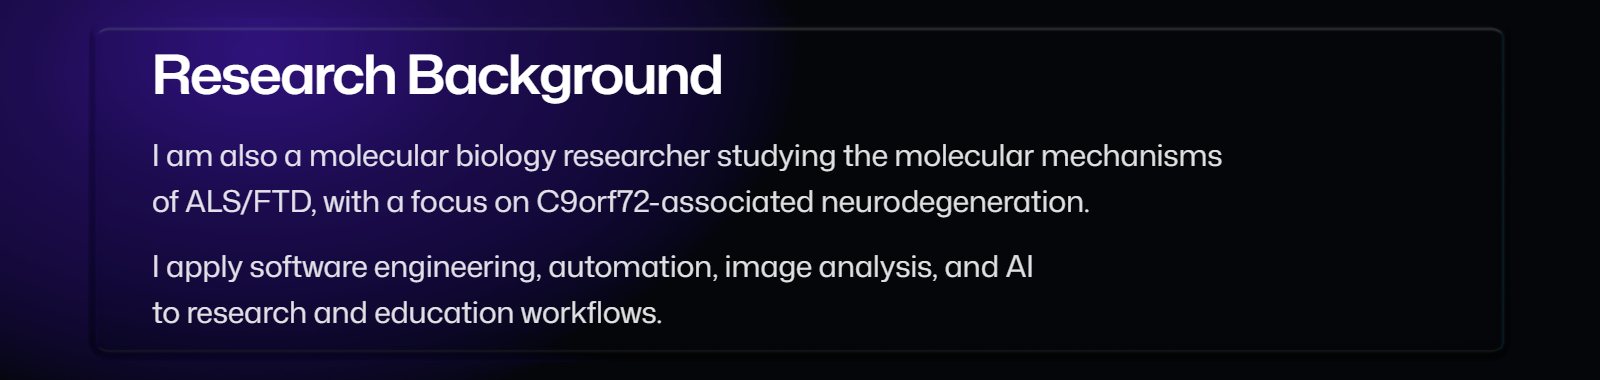 Research Background
I am also a molecular biology researcher studying the molecular mechanisms
of ALS/FTD, with a focus on C9orf72-associated neurodegeneration.
I apply software engineering, automation, image analysis, and AI
to research and education workflows.